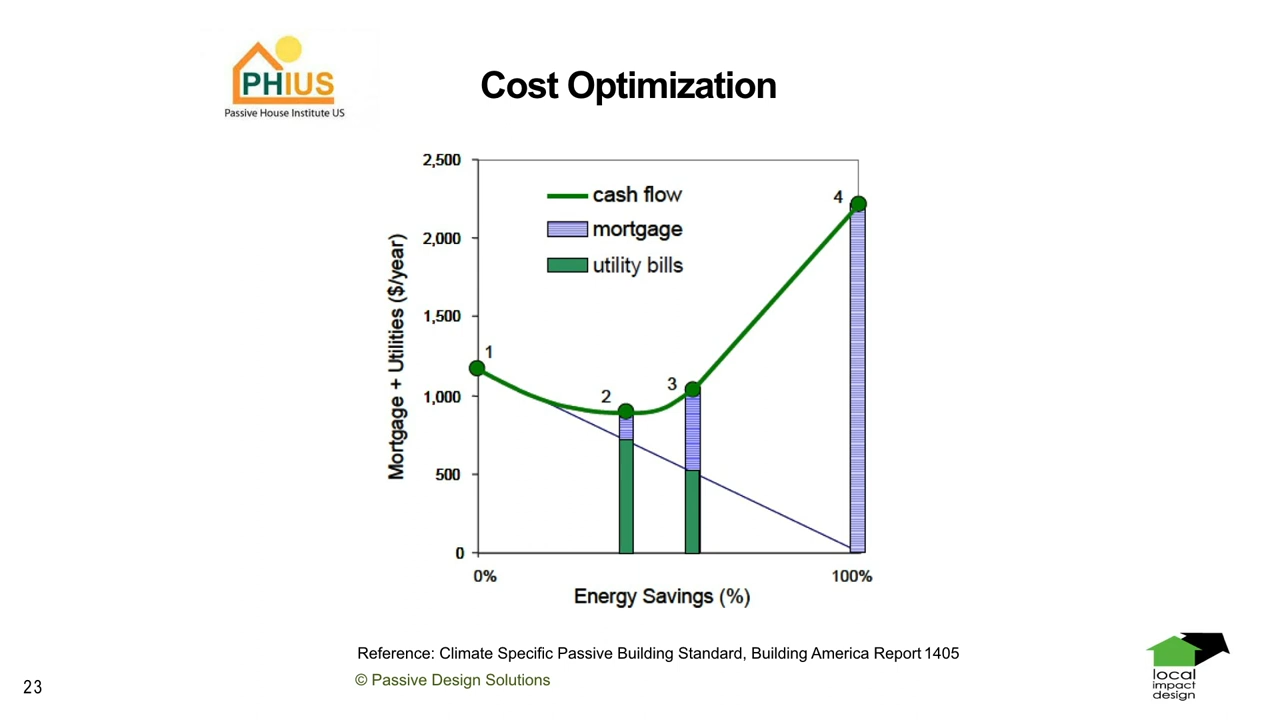 PHIUS
Passive House Institute US
Cost Optimization
2,500
2,000
1,500
1,000
500
0
Mortgage + Utilities ($/year)
cash flow
mortgage
utility bills
1
2
3
4
0%
100%
Energy Savings (%)
Reference: Climate Specific Passive Building Standard, Building America Report 1405
© Passive Design Solutions
23
local
impact
design